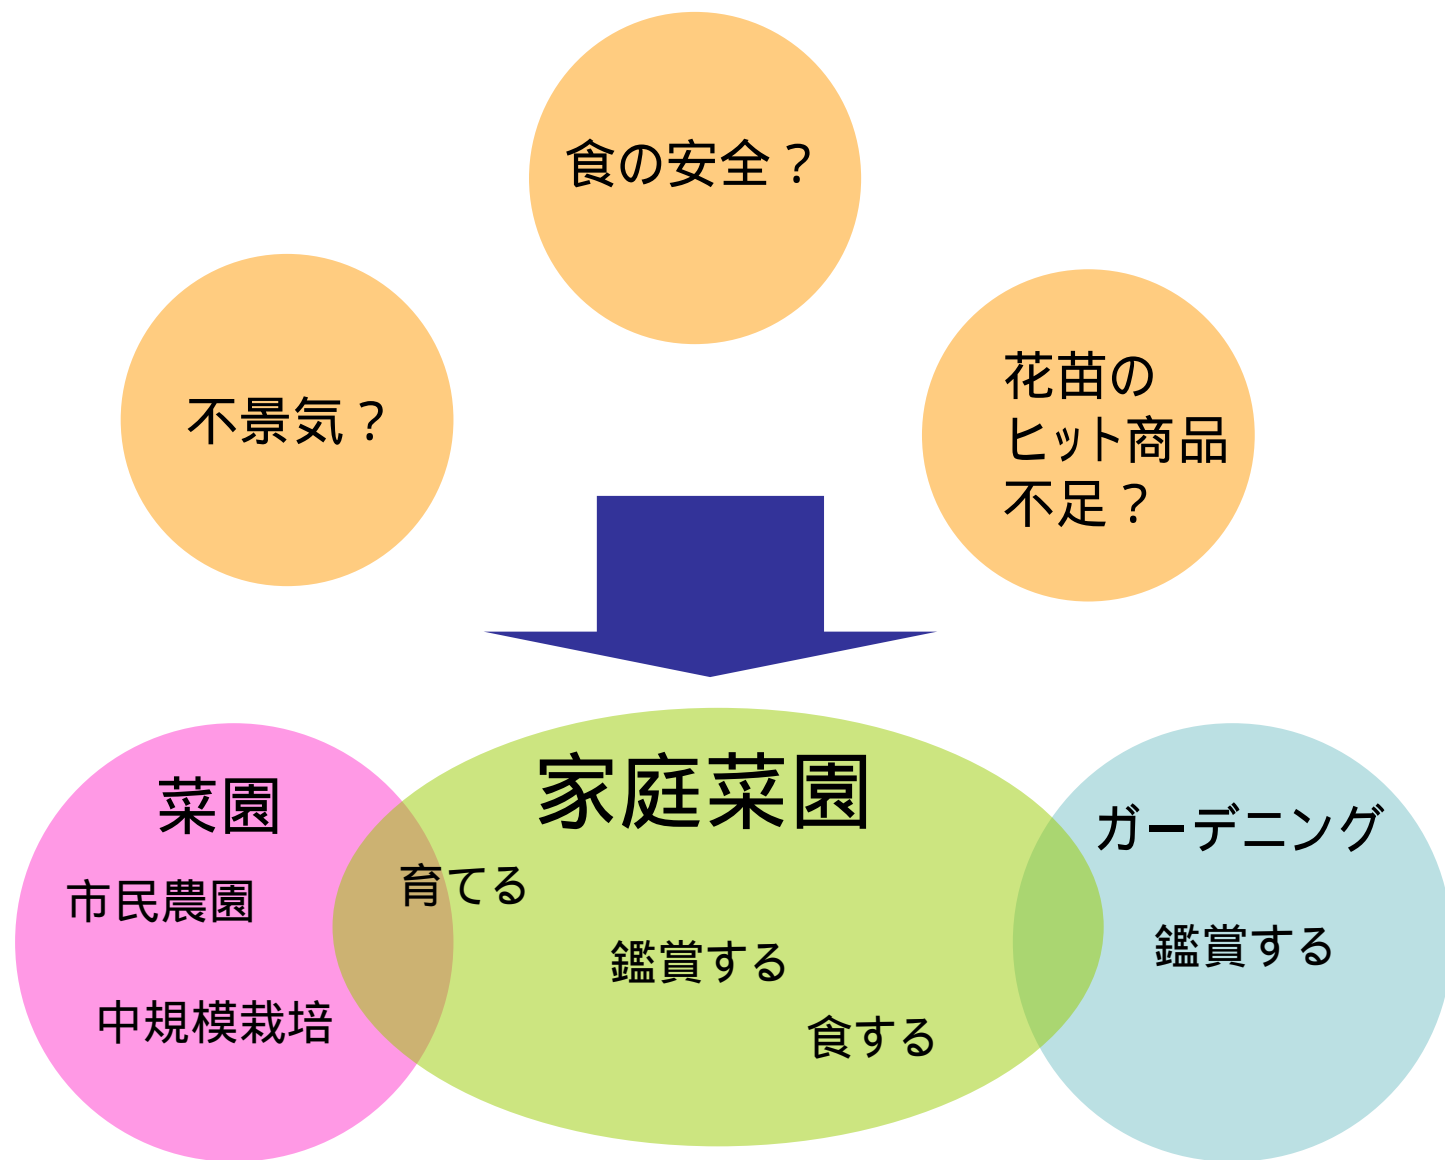 食の安全？
不景気？
花苗の
ヒット商品
不足？
家庭菜園
菜園
ガーデニング
育てる
市民農園
鑑賞する
鑑賞する
中規模栽培
食する